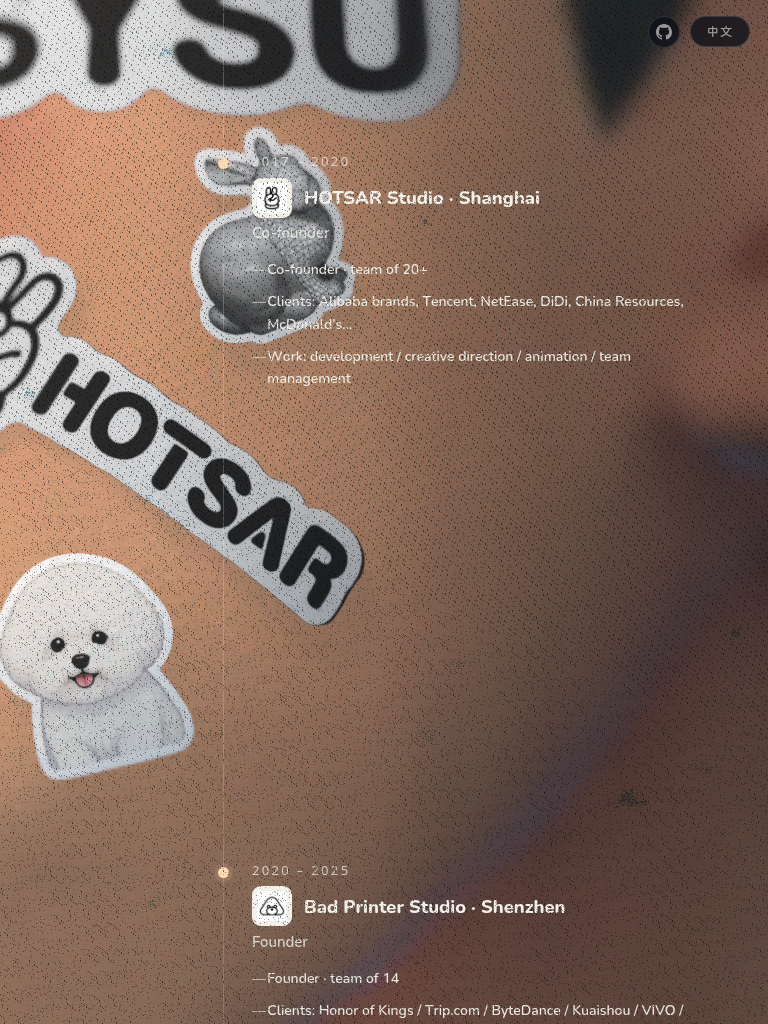 SYSU
中文
2017 – 2020
HOTSAR Studio · Shanghai
Co-founder
— Co-founder · team of 20+
— Clients: Alibaba brands, Tencent, NetEase, DiDi, China Resources,
McDonald's...
— Work: development / creative direction / animation / team
management
HOTSAR
2020 – 2025
Bad Printer Studio · Shenzhen
Founder
— Founder · team of 14
— Clients: Honor of Kings / Trip.com / ByteDance / Kuaishou / VIVO /